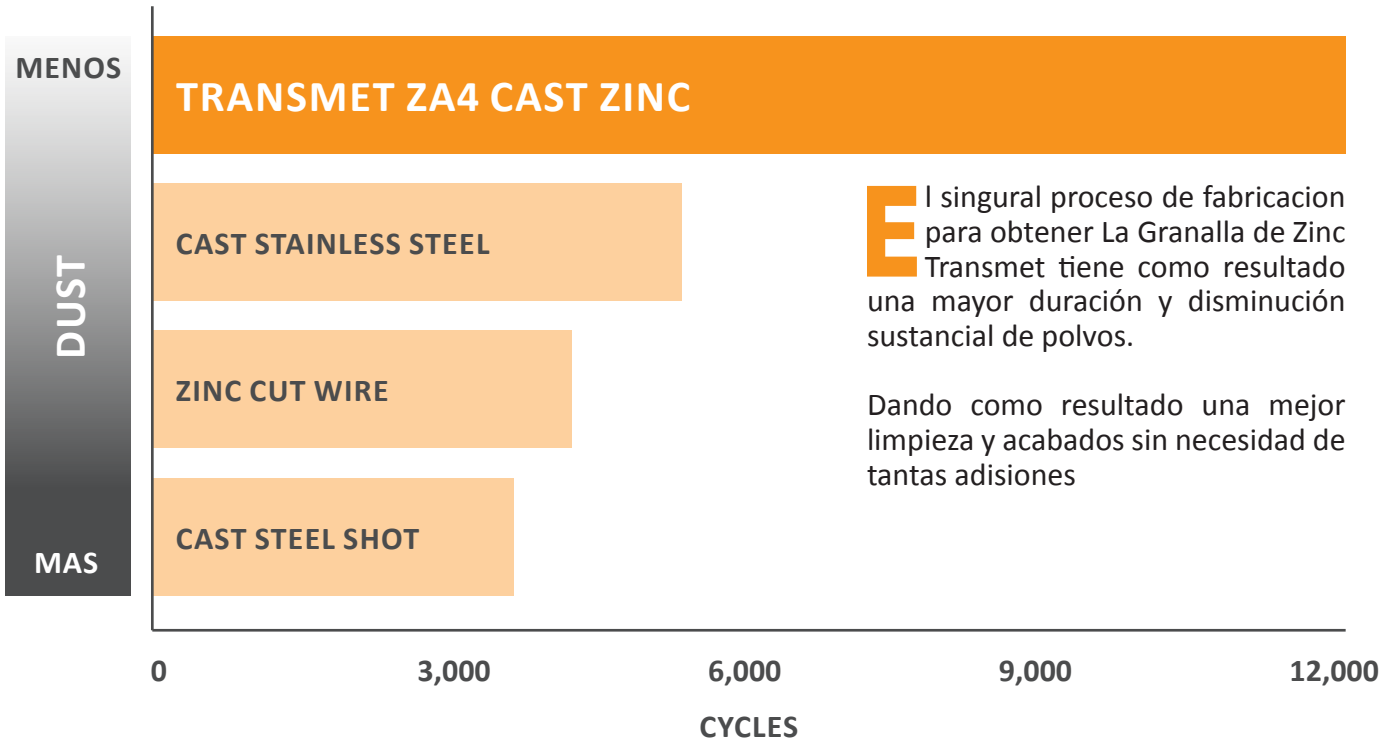 MENOS
DUST
MAS
TRANSMET ZA4 CAST ZINC
CAST STAINLESS STEEL
ZINC CUT WIRE
CAST STEEL SHOT
El singural proceso de fabricacion
para obtener La Granalla de Zinc
Transmet tiene como resultado
una mayor duración y disminución
sustancial de polvos.
Dando como resultado una mejor
limpieza y acabados sin necesidad de
tantas adisiones
0 3,000 6,000 9,000 12,000
CYCLES